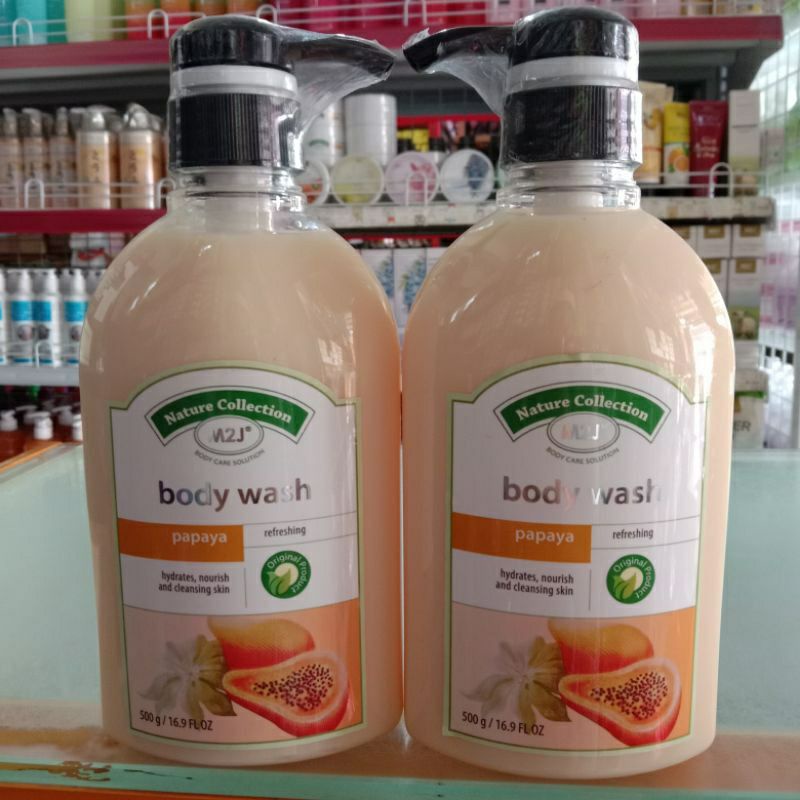 Nature Collection
M2J®
BODY CARE SOLUTION
body wash
papaya
refreshing
hydrates, nourish
and cleansing skin
Original product
500 g / 16.9 FL OZ
Nature Collection
M2J®
BODY CARE SOLUTION
body wash
papaya
refreshing
hydrates, nourish
and cleansing skin
Original product
500 g / 16.9 FL OZ